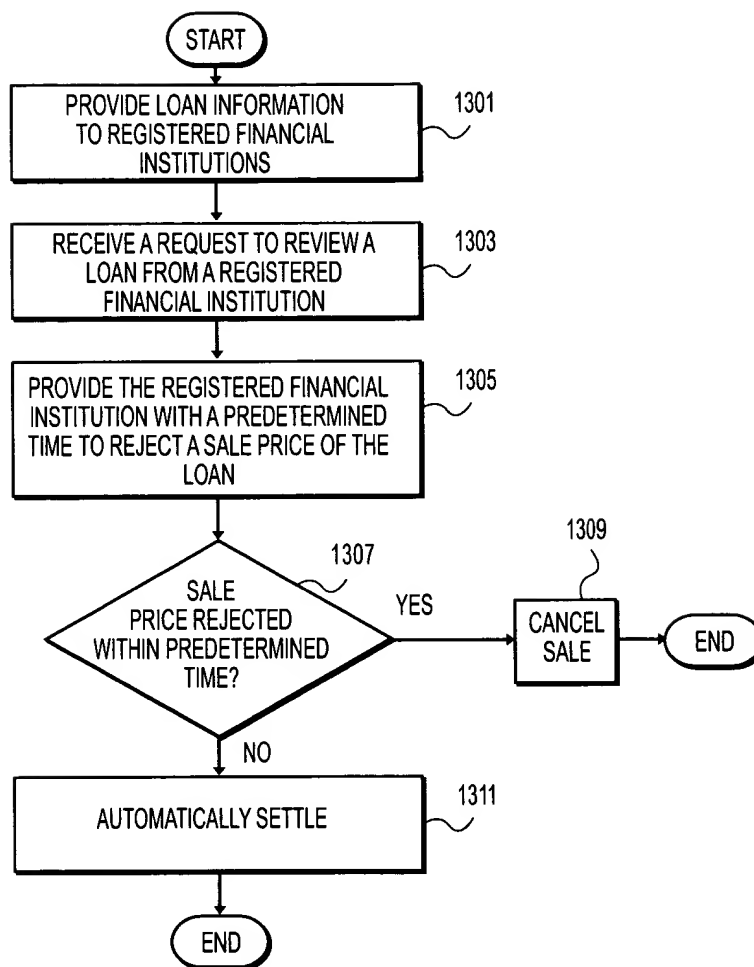 START
PROVIDE LOAN INFORMATION
TO REGISTERED FINANCIAL
INSTITUTIONS
1301
RECEIVE A REQUEST TO REVIEW A
LOAN FROM A REGISTERED
FINANCIAL INSTITUTION
1303
PROVIDE THE REGISTERED FINANCIAL
INSTITUTION WITH A PREDETERMINED
TIME TO REJECT A SALE PRICE OF THE
LOAN
1305
SALE
PRICE REJECTED
WITHIN PREDETERMINED
TIME?
1307
YES
1309
CANCEL
SALE
END
NO
AUTOMATICALLY SETTLE
1311
END